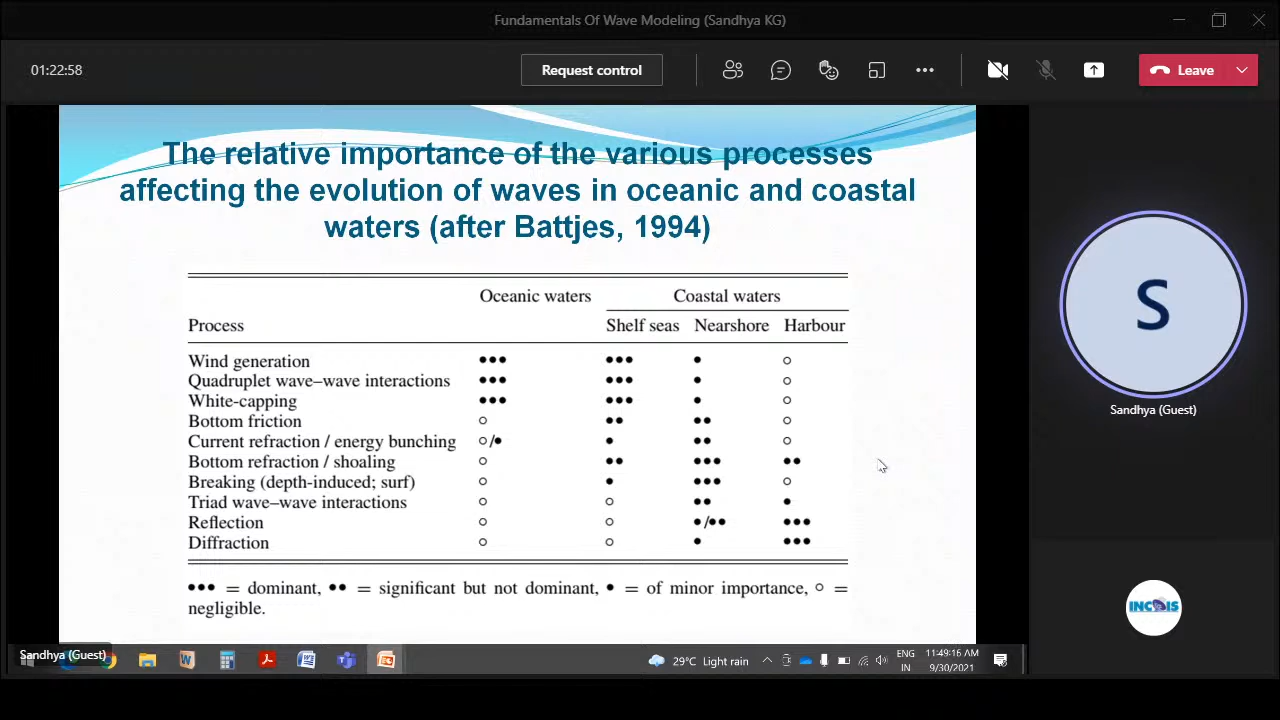 Fundamentals Of Wave Modeling (Sandhya KG)
01:22:58
Request control
Leave
The relative importance of the various processes
affecting the evolution of waves in oceanic and coastal
waters (after Battjes, 1994)
Oceanic waters Coastal waters
Process Shelf seas Nearshore Harbour
Wind generation ●●● ●●● ● ○
Quadruplet wave–wave interactions ●●● ●●● ● ○
White-capping ●●● ●●● ● ○
Bottom friction ○ ●● ●● ○
Current refraction / energy bunching ○/● ● ●● ○
Bottom refraction / shoaling ○ ●● ●●● ●●
Breaking (depth-induced; surf) ○ ● ●●● ○
Triad wave–wave interactions ○ ○ ●● ●
Reflection ○ ○ ●/●● ●●●
Diffraction ○ ○ ● ●●●
●●● = dominant, ●● = significant but not dominant, ● = of minor importance, ○ =
negligible.
S
Sandhya (Guest)
INCOIS
Sandhya (Guest)
29°C Light rain
ENG
IN
11:49:16 AM
9/30/2021